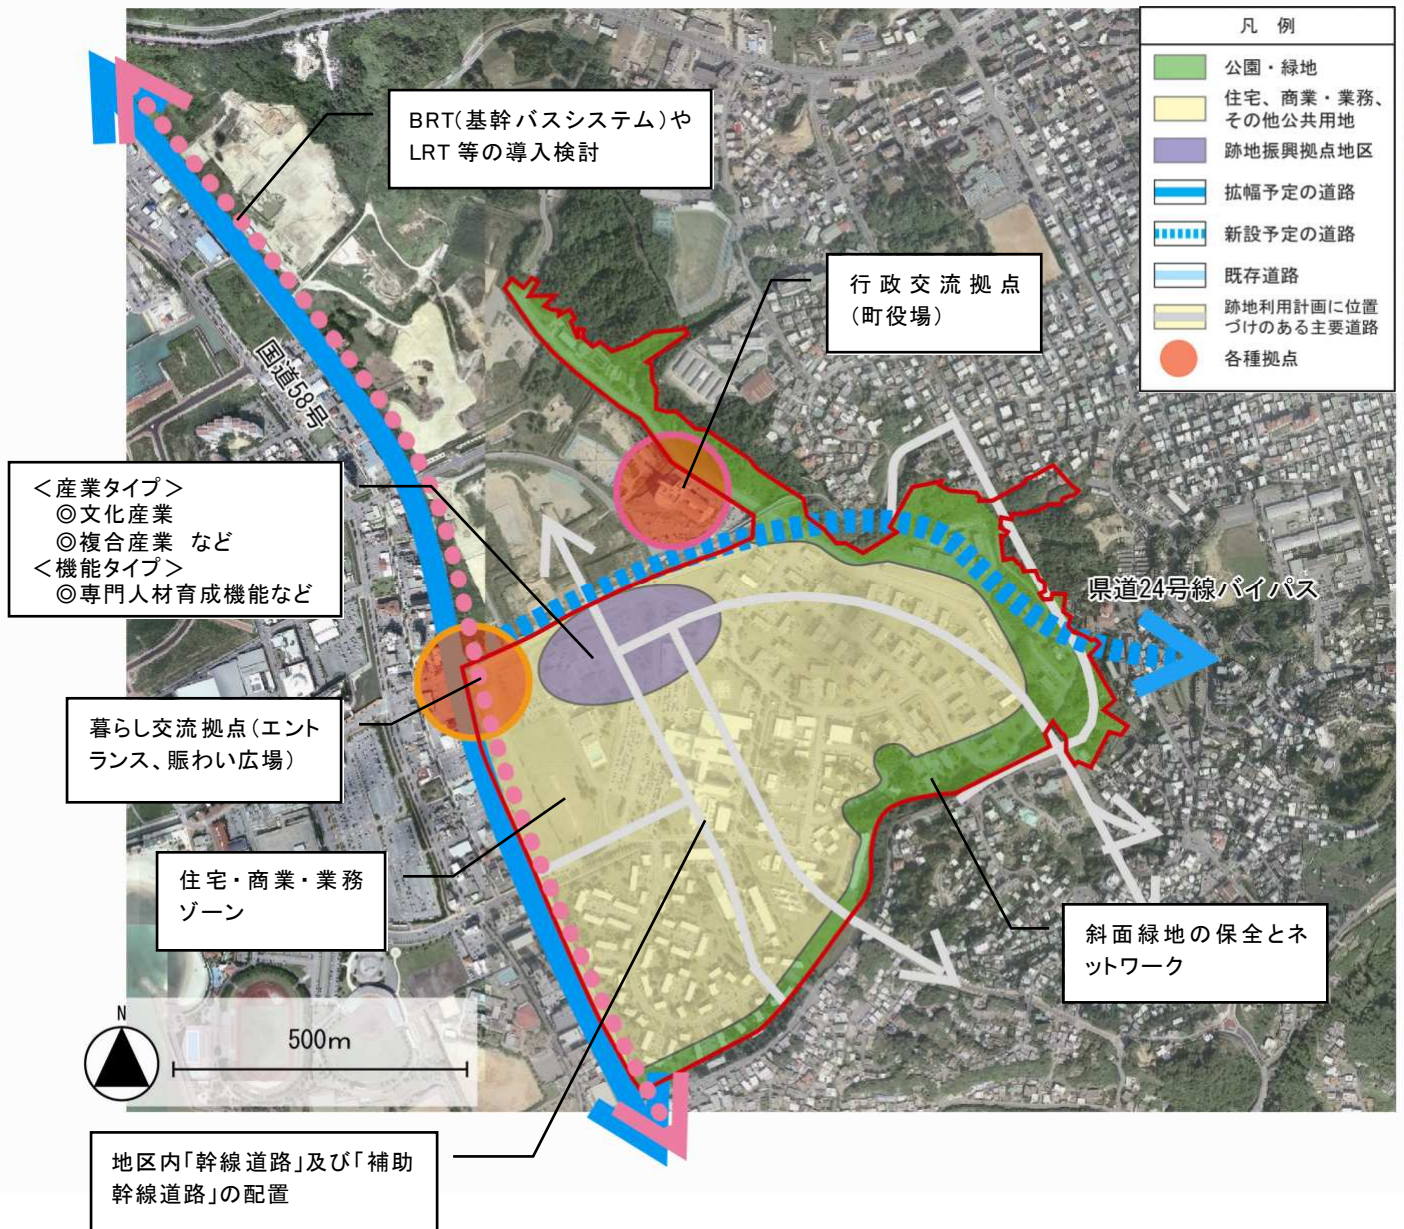 凡 例
公園・緑地
住宅、商業・業務、
その他公共用地
跡地振興拠点地区
拡幅予定の道路
新設予定の道路
既存道路
跡地利用計画に位置
づけのある主要道路
各種拠点
BRT(基幹バスシステム)や
LRT 等の導入検討
行政交流拠点
(町役場)
国道58号
＜産業タイプ＞
◎文化産業
◎複合産業 など
＜機能タイプ＞
◎専門人材育成機能など
県道24号線バイパス
暮らし交流拠点(エント
ランス、賑わい広場)
住宅・商業・業務
ゾーン
斜面緑地の保全とネ
ットワーク
N
500m
地区内「幹線道路」及び「補助
幹線道路」の配置